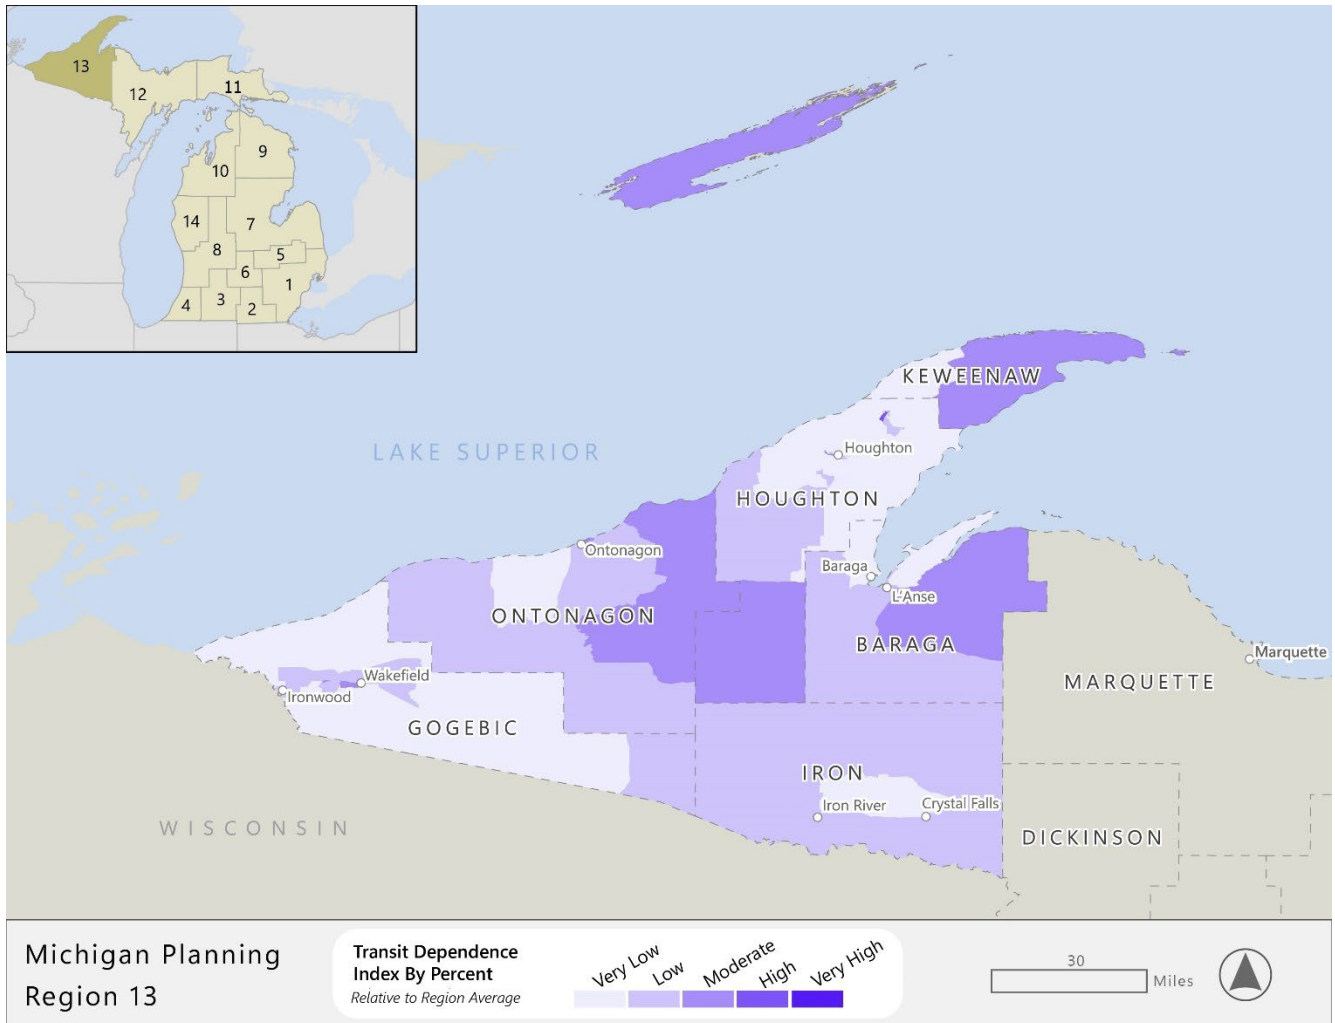 13
12
11
9
10
14
7
8
5
6
1
4
3
2
KEWEENAW
LAKE SUPERIOR
Houghton
HOUGHTON
Ontonagon
Baraga
L'Anse
ONTONAGON
BARAGA
Marquette
Wakefield
Ironwood
MARQUETTE
GOGEBIC
IRON
Iron River
Crystal Falls
WISCONSIN
DICKINSON
Michigan Planning
Region 13
Transit Dependence
Index By Percent
Relative to Region Average
Very Low
Low
Moderate
High
Very High
30
Miles